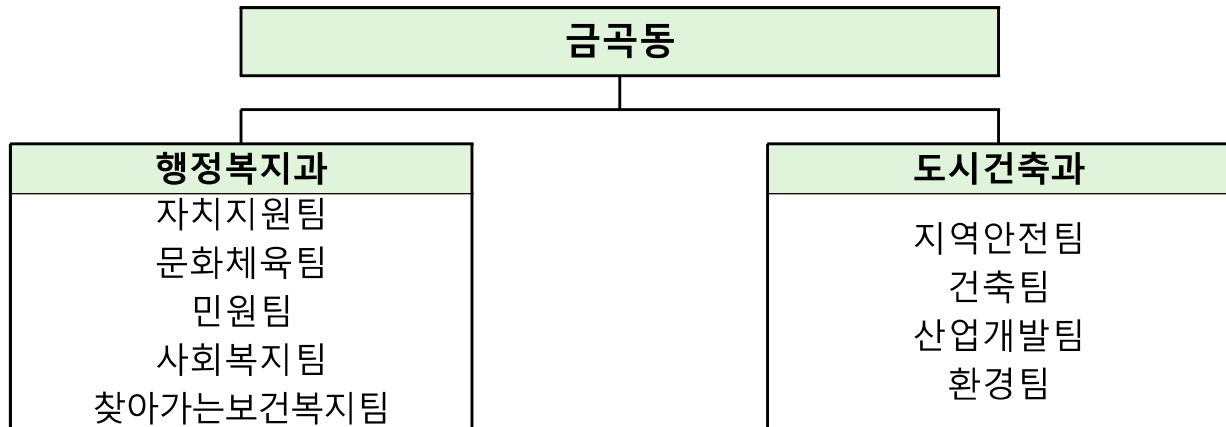 금곡동
행정복지과
자치지원팀
문화체육팀
민원팀
사회복지팀
찾아가는보건복지팀
도시건축과
지역안전팀
건축팀
산업개발팀
환경팀